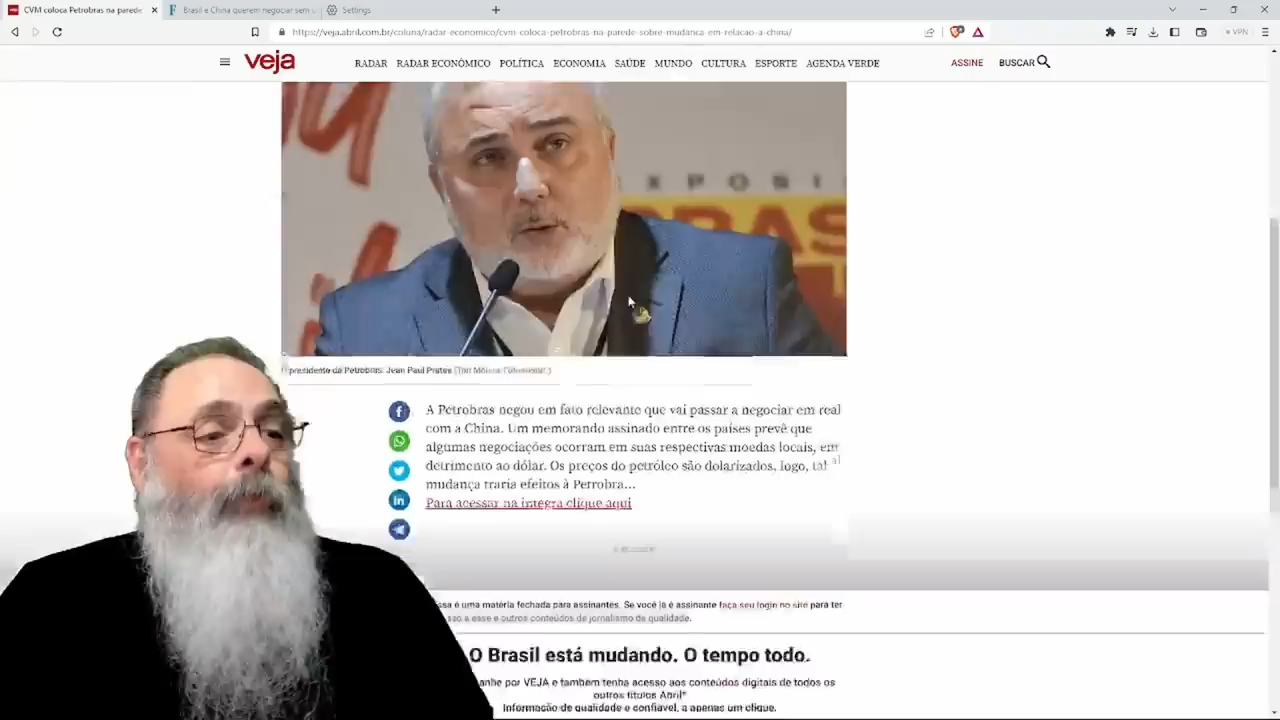 CVM coloca Petrobras na parede
Brasil e China querem negociar sem u
Settings
https://veja.abril.com.br/coluna/radar-economico/cvm-coloca-petrobras-na-parede-sobre-mudanca-em-relacao-a-china/
VPN
veja
RADAR RADAR ECONÔMICO POLÍTICA ECONOMIA SAÚDE MUNDO CULTURA ESPORTE AGENDA VERDE
ASSINE BUSCAR
XPOSI
BRAS
presidente da Petrobras: Jean Paul Prates
A Petrobras negou em fato relevante que vai passar a negociar em real
com a China. Um memorando assinado entre os países prevê que
algumas negociações ocorram em suas respectivas moedas locais, em
detrimento ao dólar. Os preços do petróleo são dolarizados, logo, tal
mudança traria efeitos à Petrobra...
Para acessar na íntegra clique aqui
ssa é uma matéria fechada para assinantes. Se você já é assinante faça seu login no site para ter
sso a esse e outros conteúdos de jornalismo de qualidade.
O Brasil está mudando. O tempo todo.
anhe por VEJA e também tenha acesso aos conteúdos digitais de todos os
outros títulos Abril*
Informação de qualidade e confiável, a apenas um clique.